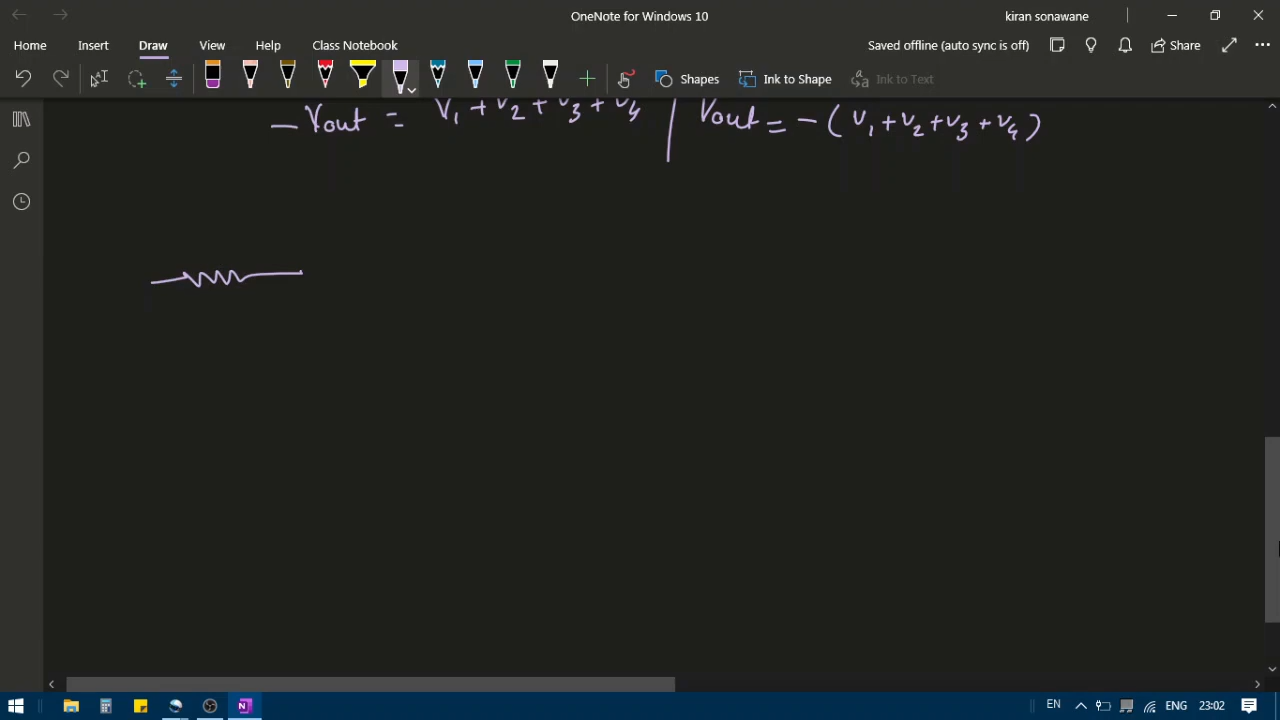 OneNote for Windows 10
kiran sonawane
Home Insert Draw View Help Class Notebook
Saved offline (auto sync is off) Share
Shapes Ink to Shape Ink to Text
- Vout = V1 + V2 + V3 + V4
Vout = - (V1 + V2 + V3 + V4)
EN ENG 23:02